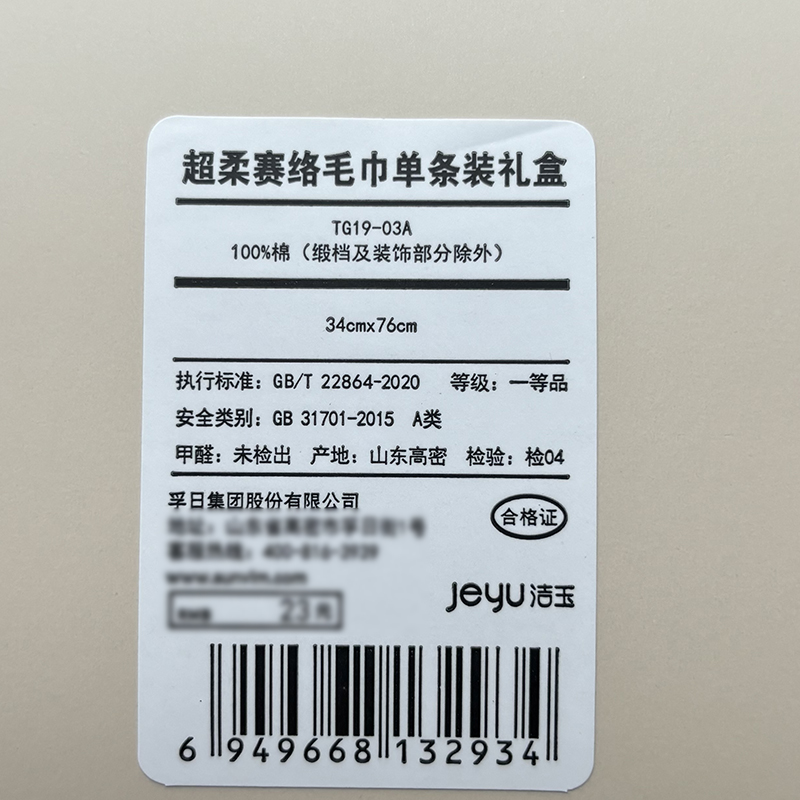 超柔赛络毛巾单条装礼盒
TG19-03A
100%棉（缎档及装饰部分除外）
34cmx76cm
执行标准：GB/T 22864-2020 等级：一等品
安全类别：GB 31701-2015 A类
甲醛：未检出 产地：山东高密 检验：检04
孚日集团股份有限公司
合格证
jeyu洁玉
6 949668 132934